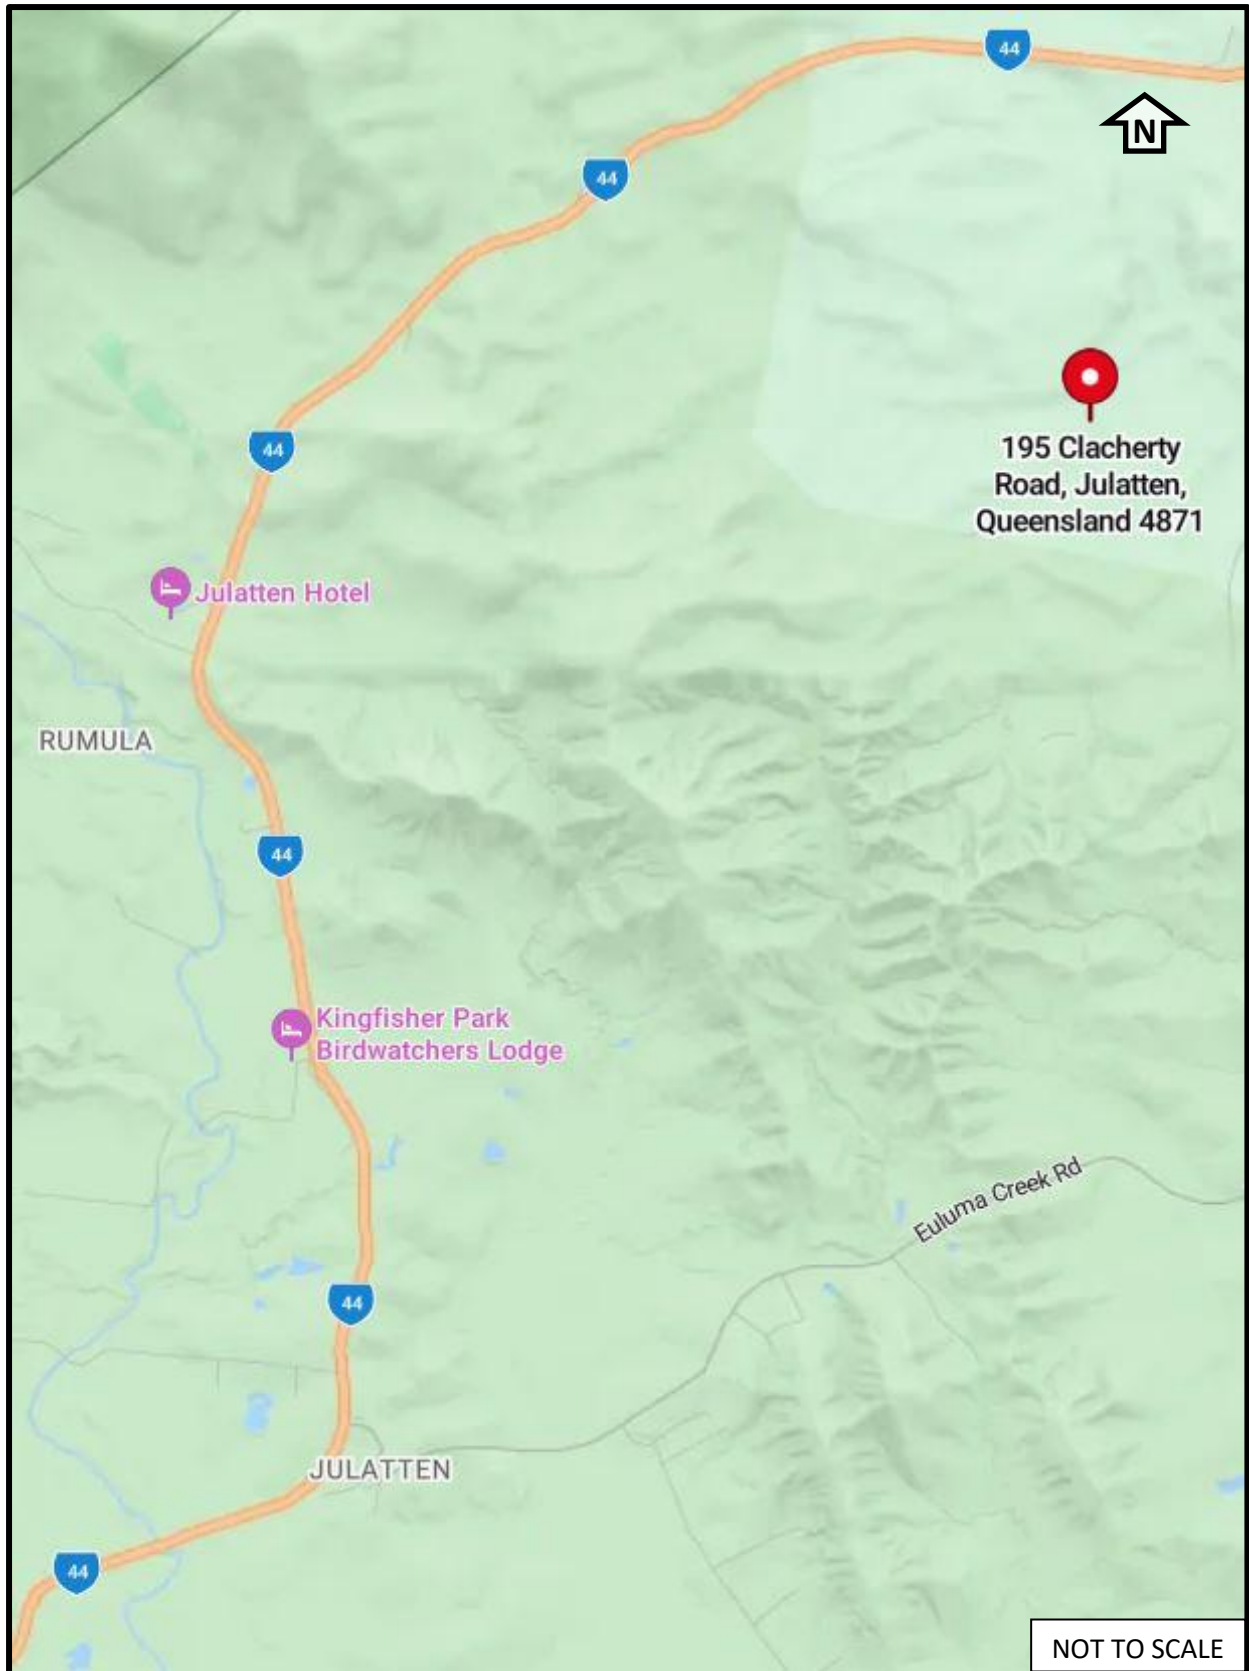 44
N
44
195 Clacherty
Road, Julatten,
Queensland 4871
44
Julatten Hotel
RUMULA
44
Kingfisher Park
Birdwatchers Lodge
Euluma Creek Rd
44
JULATTEN
44
NOT TO SCALE